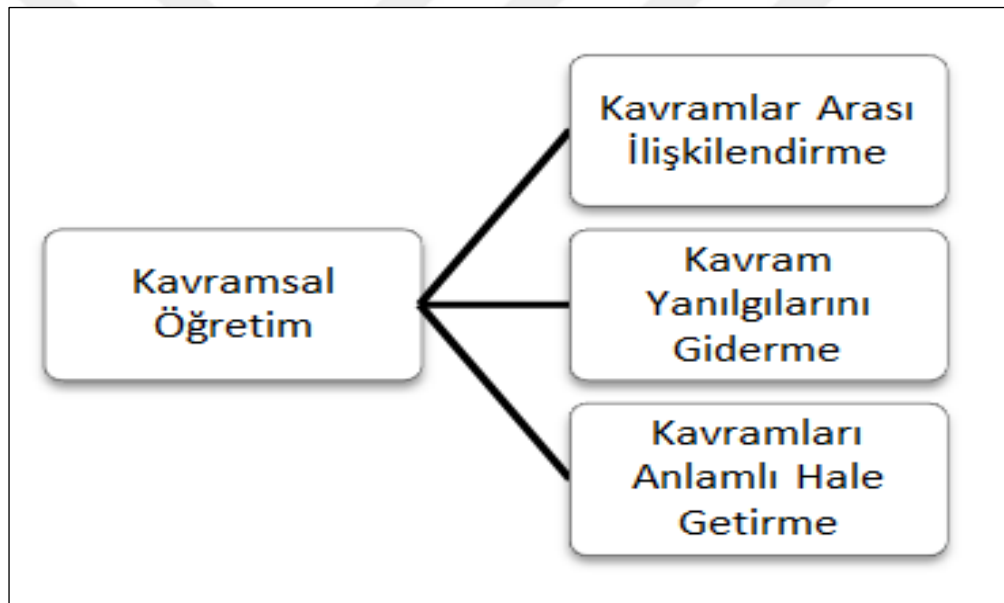 Kavramsal
Öğretim
Kavramlar Arası
İlişkilendirme
Kavram
Yanılgılarını
Giderme
Kavramları
Anlamlı Hale
Getirme